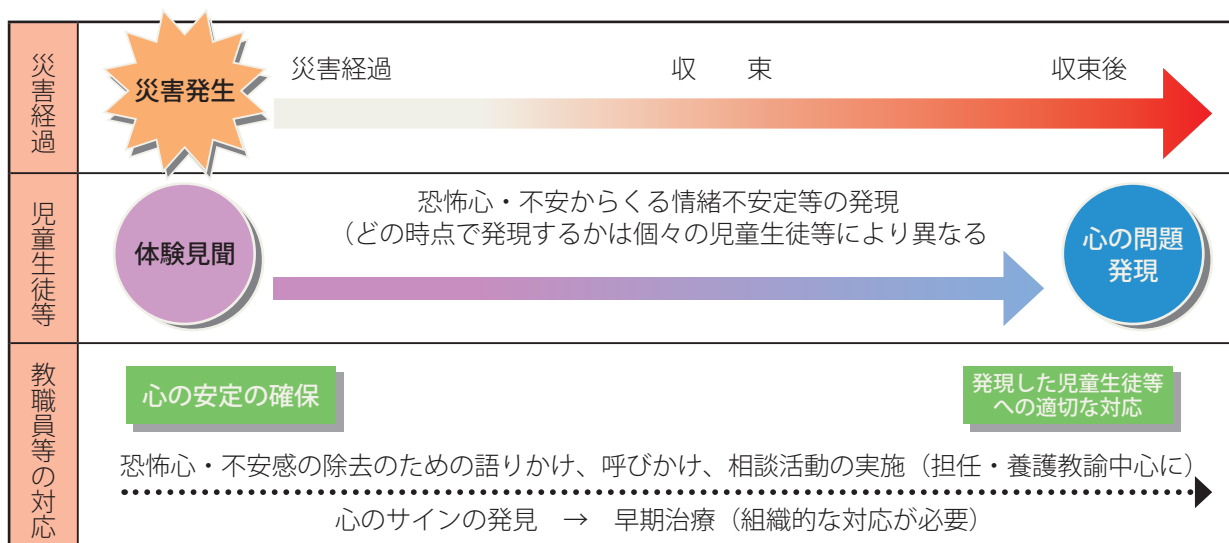 災害経過
災害発生
災害経過
収　束
収束後
児童生徒等
体験見聞
恐怖心・不安からくる情緒不安定等の発現
（どの時点で発現するかは個々の児童生徒等により異なる
心の問題
発現
教職員等の対応
心の安定の確保
発現した児童生徒等
への適切な対応
恐怖心・不安感の除去のための語りかけ、呼びかけ、相談活動の実施（担任・養護教諭中心に）
心のサインの発見　→　早期治療（組織的な対応が必要）